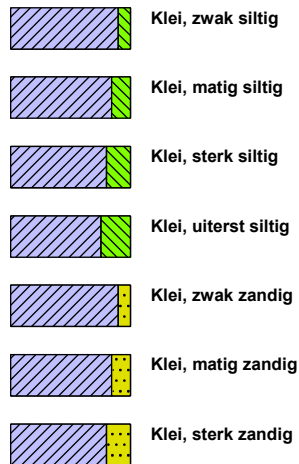 Klei, zwak siltig
Klei, matig siltig
Klei, sterk siltig
Klei, uiterst siltig
Klei, zwak zandig
Klei, matig zandig
Klei, sterk zandig